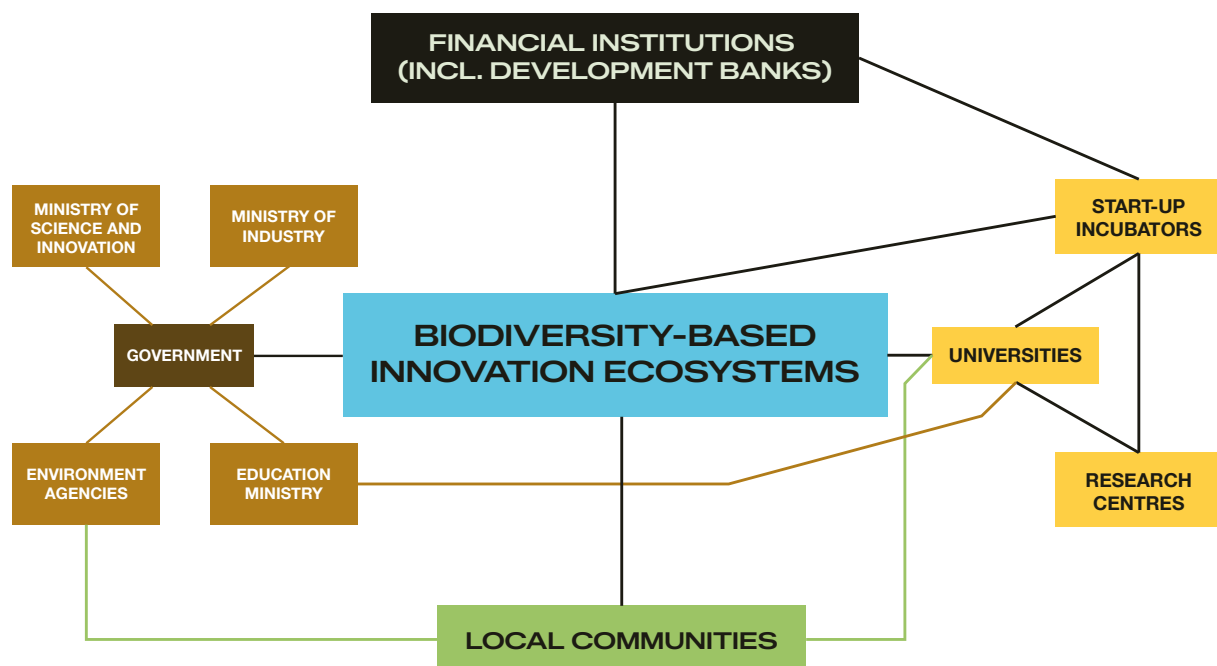 FINANCIAL INSTITUTIONS
(INCL. DEVELOPMENT BANKS)
MINISTRY OF
SCIENCE AND
INNOVATION
MINISTRY OF
INDUSTRY
START-UP
INCUBATORS
GOVERNMENT
BIODIVERSITY-BASED
INNOVATION ECOSYSTEMS
UNIVERSITIES
ENVIRONMENT
AGENCIES
EDUCATION
MINISTRY
RESEARCH
CENTRES
LOCAL COMMUNITIES